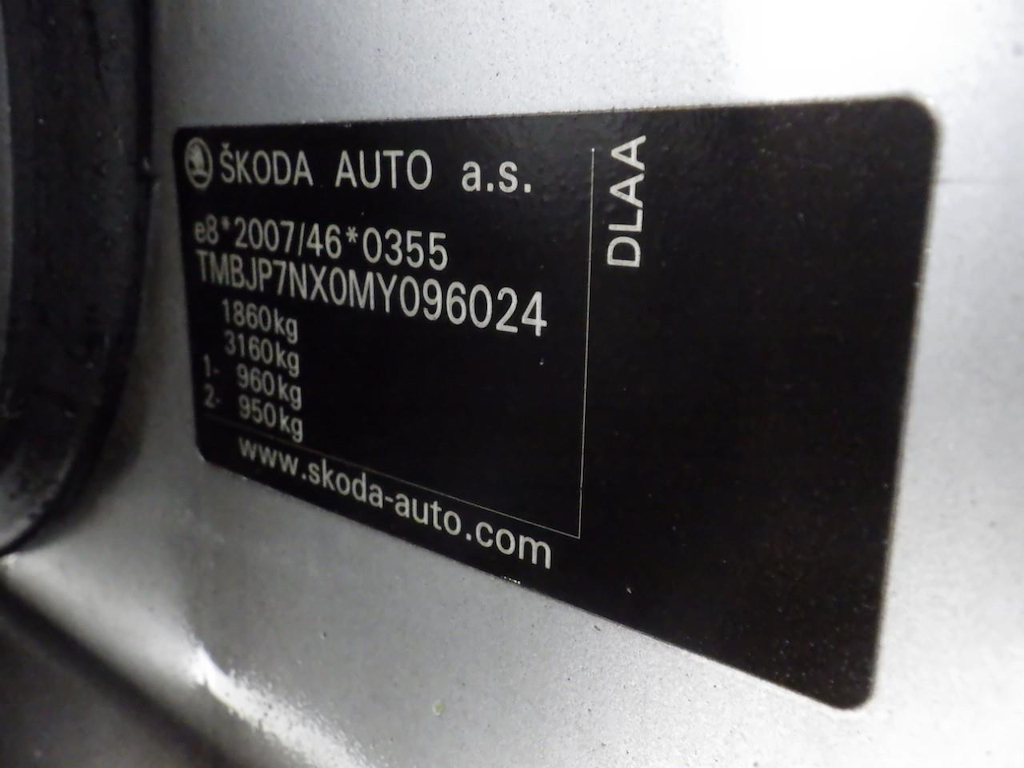 ŠKODA AUTO a.s.
e8*2007/46*0355
TMBJP7NX0MY096024
1860kg
3160kg
1- 960kg
2- 950kg
www.skoda-auto.com
DLAA